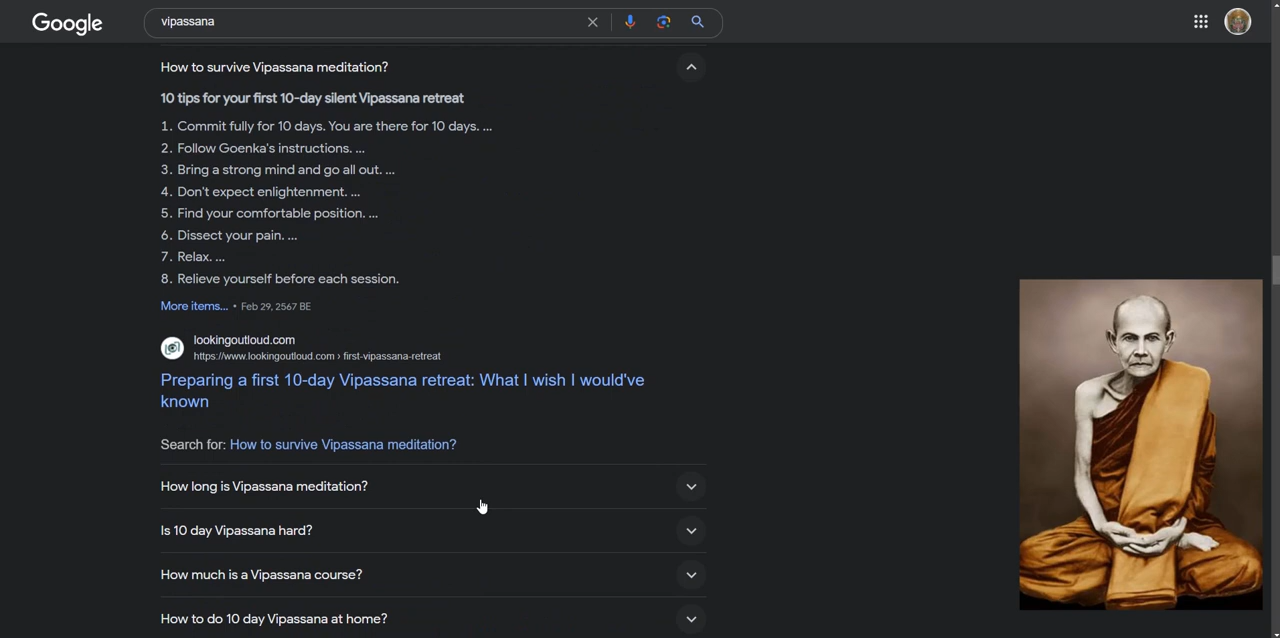 Google
vipassana
How to survive Vipassana meditation?
10 tips for your first 10-day silent Vipassana retreat
1. Commit fully for 10 days. You are there for 10 days. ...
2. Follow Goenka's instructions. ...
3. Bring a strong mind and go all out. ...
4. Don't expect enlightenment. ...
5. Find your comfortable position. ...
6. Dissect your pain. ...
7. Relax. ...
8. Relieve yourself before each session.
More items... • Feb 29, 2567 BE
lookingoutloud.com
https://www.lookingoutloud.com › first-vipassana-retreat
Preparing a first 10-day Vipassana retreat: What I wish I would've
known
Search for: How to survive Vipassana meditation?
How long is Vipassana meditation?
Is 10 day Vipassana hard?
How much is a Vipassana course?
How to do 10 day Vipassana at home?